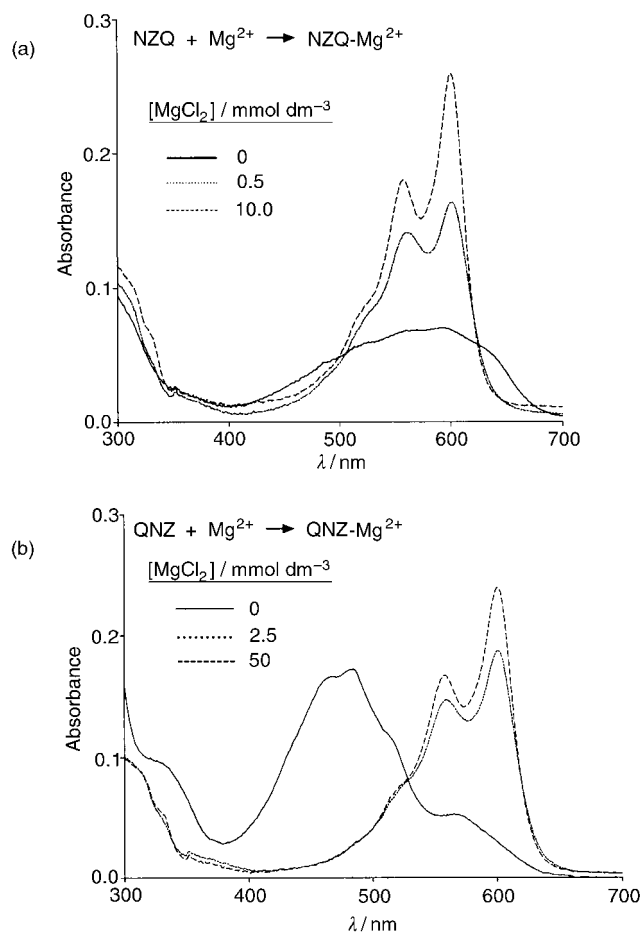 (a)
NZQ + Mg²⁺ → NZQ-Mg²⁺
[MgCl₂] / mmol dm⁻³
0
0.5
10.0
Absorbance
0.3
0.2
0.1
0.0
300 400 500 600 700
λ / nm
(b)
QNZ + Mg²⁺ → QNZ-Mg²⁺
[MgCl₂] / mmol dm⁻³
0
2.5
50
Absorbance
0.3
0.2
0.1
0.0
300 400 500 600 700
λ / nm